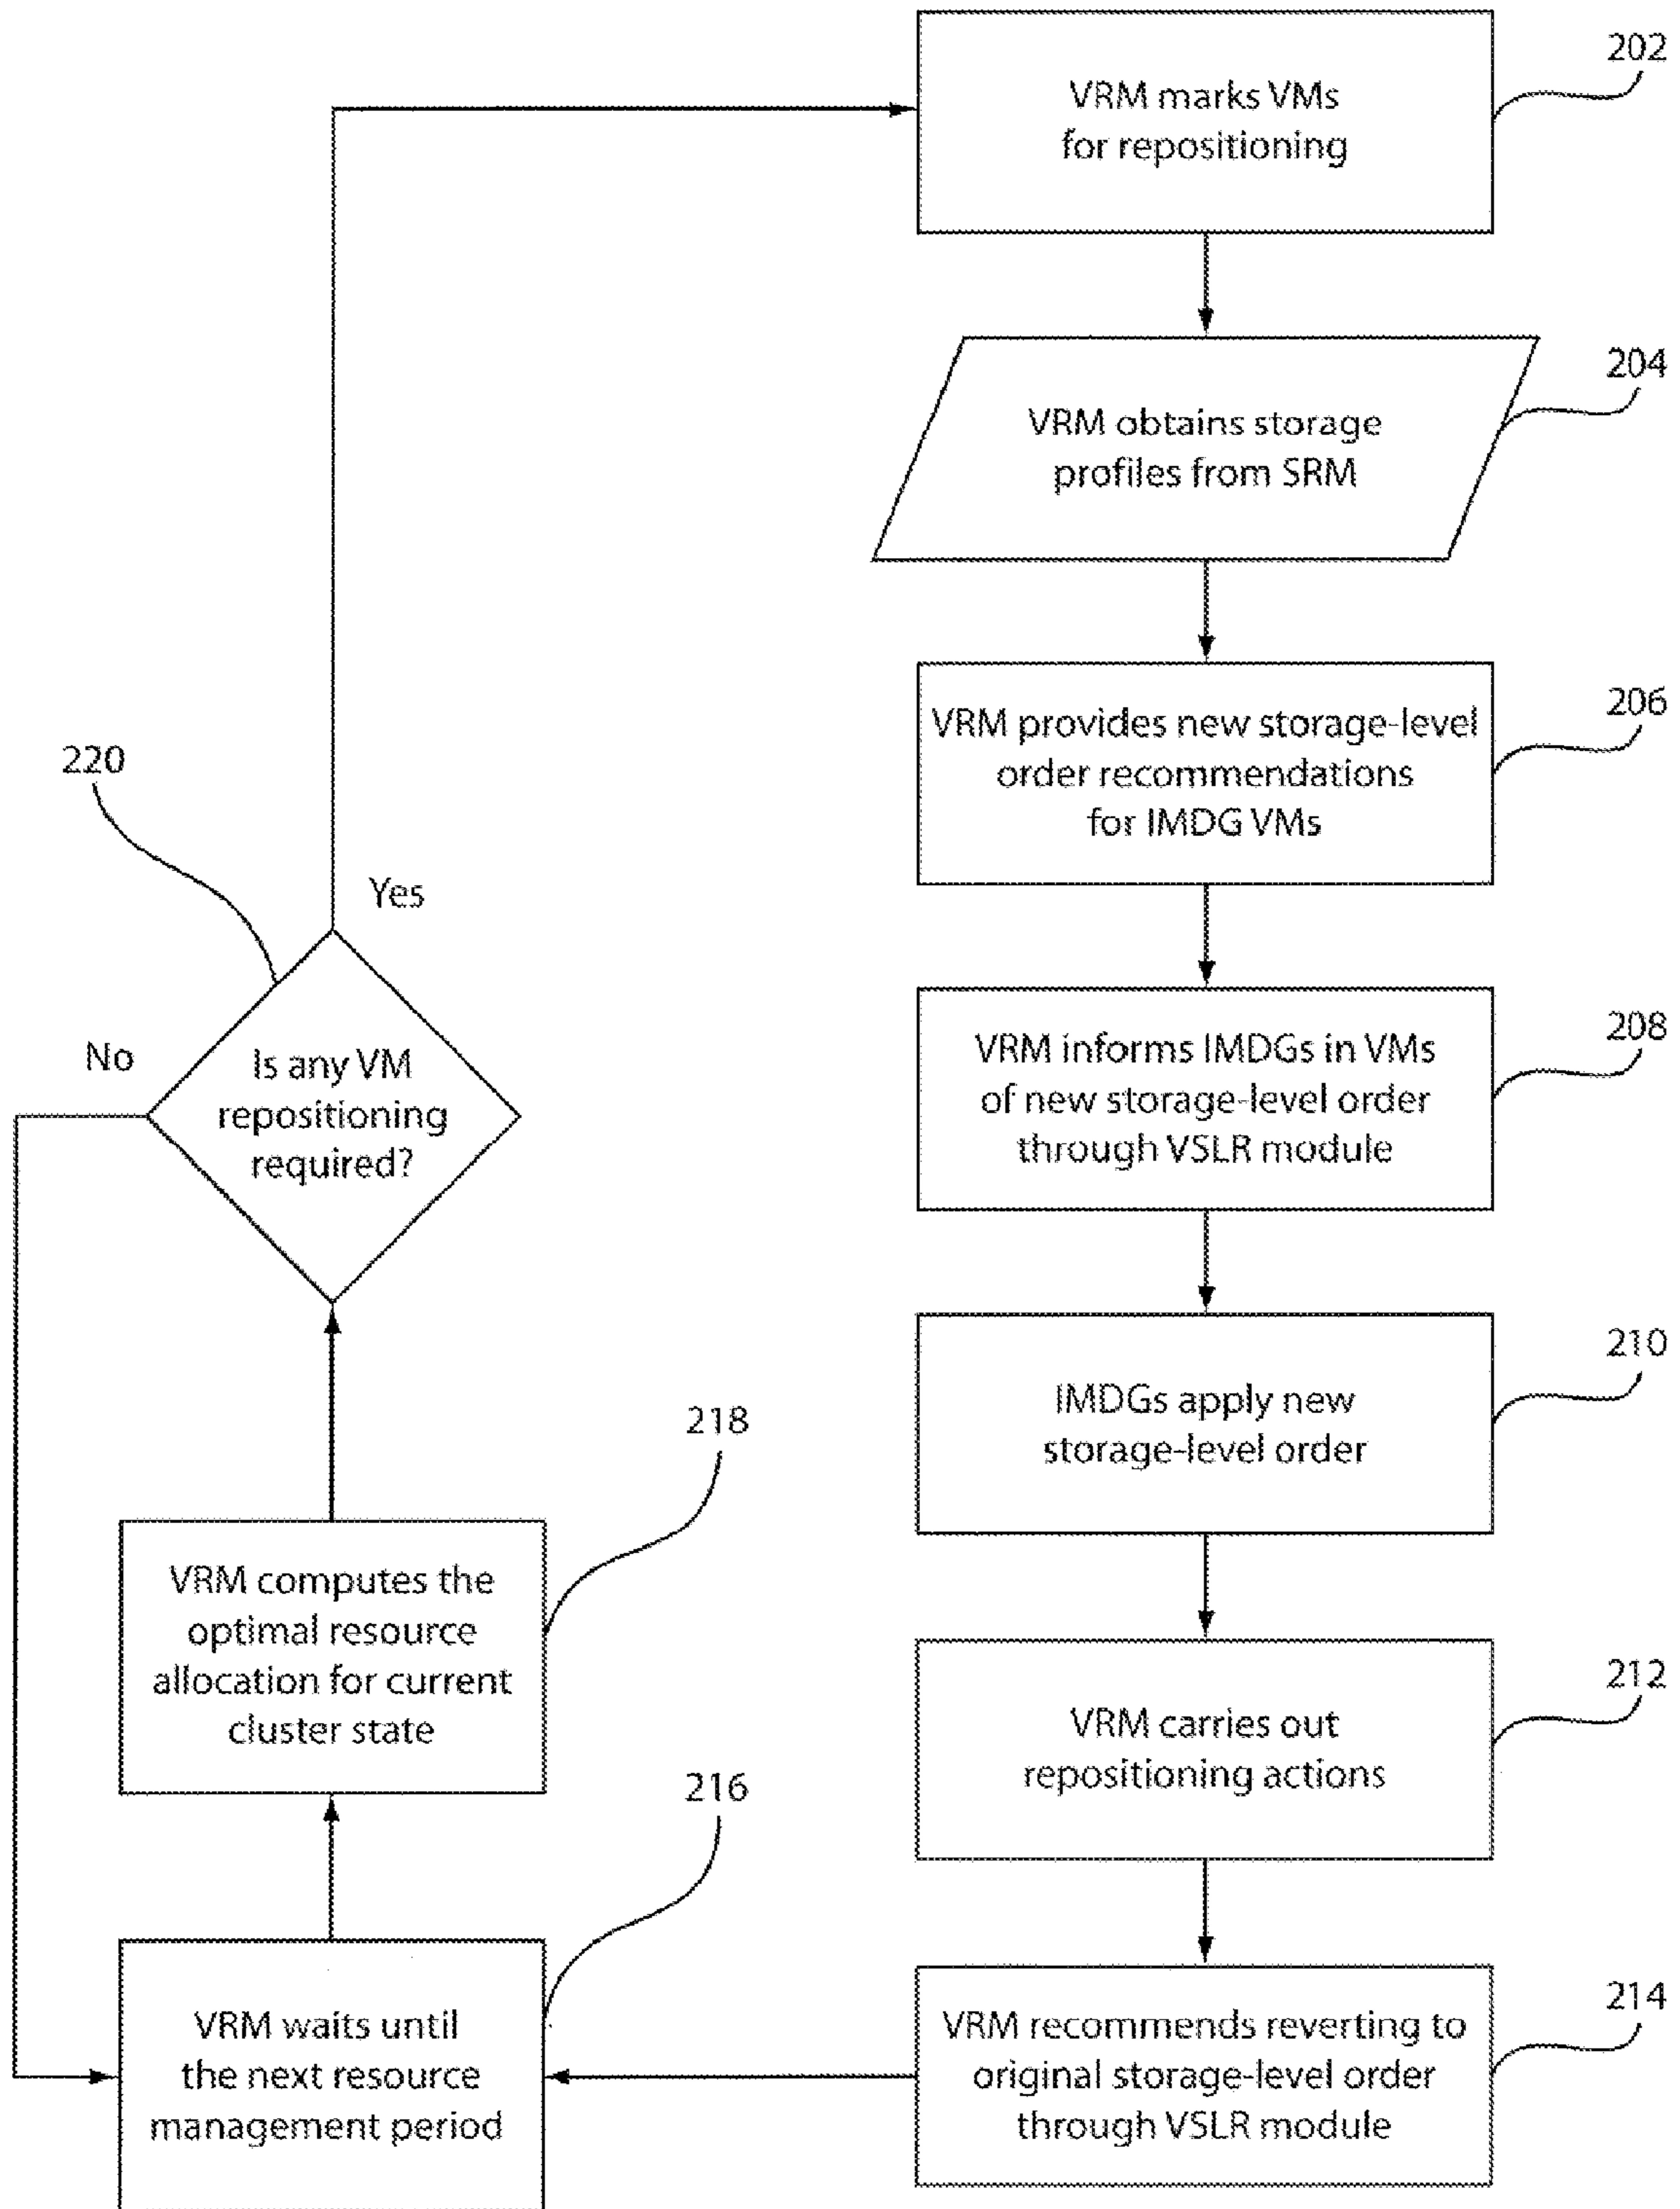 202
VRM marks VMs
for repositioning
204
VRM obtains storage
profiles from SRM
206
VRM provides new storage-level
order recommendations
for IMDG VMs
208
VRM informs IMDGs in VMs
of new storage-level order
through VSLR module
210
IMDGs apply new
storage-level order
212
VRM carries out
repositioning actions
214
VRM recommends reverting to
original storage-level order
through VSLR module
216
VRM waits until
the next resource
management period
218
VRM computes the
optimal resource
allocation for current
cluster state
220
Is any VM
repositioning
required?
Yes
No